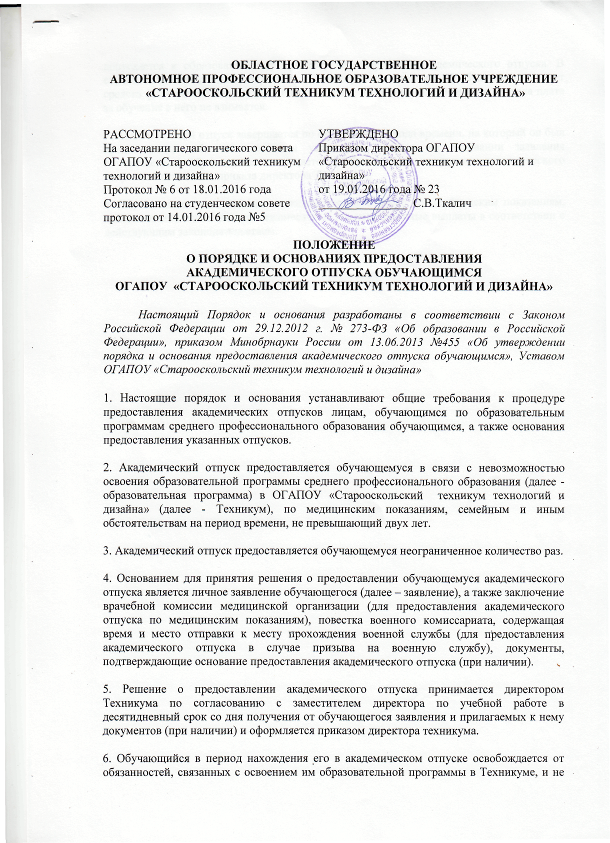 ОБЛАСТНОЕ ГОСУДАРСТВЕННОЕ
АВТОНОМНОЕ ПРОФЕССИОНАЛЬНОЕ ОБРАЗОВАТЕЛЬНОЕ УЧРЕЖДЕНИЕ
«СТАРООСКОЛЬСКИЙ ТЕХНИКУМ ТЕХНОЛОГИЙ И ДИЗАЙНА»
РАССМОТРЕНО
На заседании педагогического совета
ОГАПОУ «Старооскольский техникум
технологий и дизайна»
Протокол № 6 от 18.01.2016 года
Согласовано на студенческом совете
протокол от 14.01.2016 года №5
УТВЕРЖДЕНО
Приказом директора ОГАПОУ
«Старооскольский техникум технологий и
дизайна»
от 19.01.2016 года № 23
С.В.Ткалич
ПОЛОЖЕНИЕ
О ПОРЯДКЕ И ОСНОВАНИЯХ ПРЕДОСТАВЛЕНИЯ
АКАДЕМИЧЕСКОГО ОТПУСКА ОБУЧАЮЩИМСЯ
ОГАПОУ «СТАРООСКОЛЬСКИЙ ТЕХНИКУМ ТЕХНОЛОГИЙ И ДИЗАЙНА»
Настоящий Порядок и основания разработаны в соответствии с Законом
Российской Федерации от 29.12.2012 г. № 273-ФЗ «Об образовании в Российской
Федерации», приказом Минобрнауки России от 13.06.2013 №455 «Об утверждении
порядка и основания предоставления академического отпуска обучающимся», Уставом
ОГАПОУ «Старооскольский техникум технологий и дизайна»
1. Настоящие порядок и основания устанавливают общие требования к процедуре
предоставления академических отпусков лицам, обучающимся по образовательным
программам среднего профессионального образования обучающимся, а также основания
предоставления указанных отпусков.
2. Академический отпуск предоставляется обучающемуся в связи с невозможностью
освоения образовательной программы среднего профессионального образования (далее -
образовательная программа) в ОГАПОУ «Старооскольский техникум технологий и
дизайна» (далее - Техникум), по медицинским показаниям, семейным и иным
обстоятельствам на период времени, не превышающий двух лет.
3. Академический отпуск предоставляется обучающемуся неограниченное количество раз.
4. Основанием для принятия решения о предоставлении обучающемуся академического
отпуска является личное заявление обучающегося (далее – заявление), а также заключение
врачебной комиссии медицинской организации (для предоставления академического
отпуска по медицинским показаниям), повестка военного комиссариата, содержащая
время и место отправки к месту прохождения военной службы (для предоставления
академического отпуска в случае призыва на военную службу), документы,
подтверждающие основание предоставления академического отпуска (при наличии).
5. Решение о предоставлении академического отпуска принимается директором
Техникума по согласованию с заместителем директора по учебной работе в
десятидневный срок со дня получения от обучающегося заявления и прилагаемых к нему
документов (при наличии) и оформляется приказом директора техникума.
6. Обучающийся в период нахождения его в академическом отпуске освобождается от
обязанностей, связанных с освоением им образовательной программы в Техникуме, и не